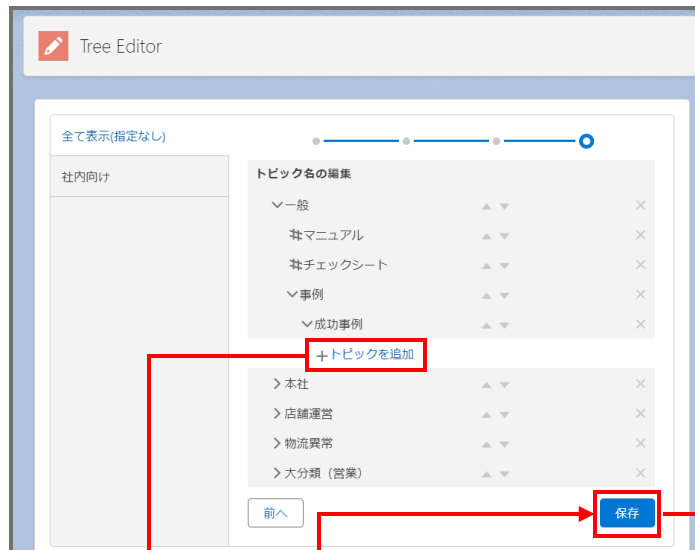 Tree Editor
全て表示(指定なし)
社内向け
トピック名の編集
一般
マニュアル
チェックシート
事例
成功事例
+トピックを追加
本社
店舗運営
物流異常
大分類（営業）
前へ
保存